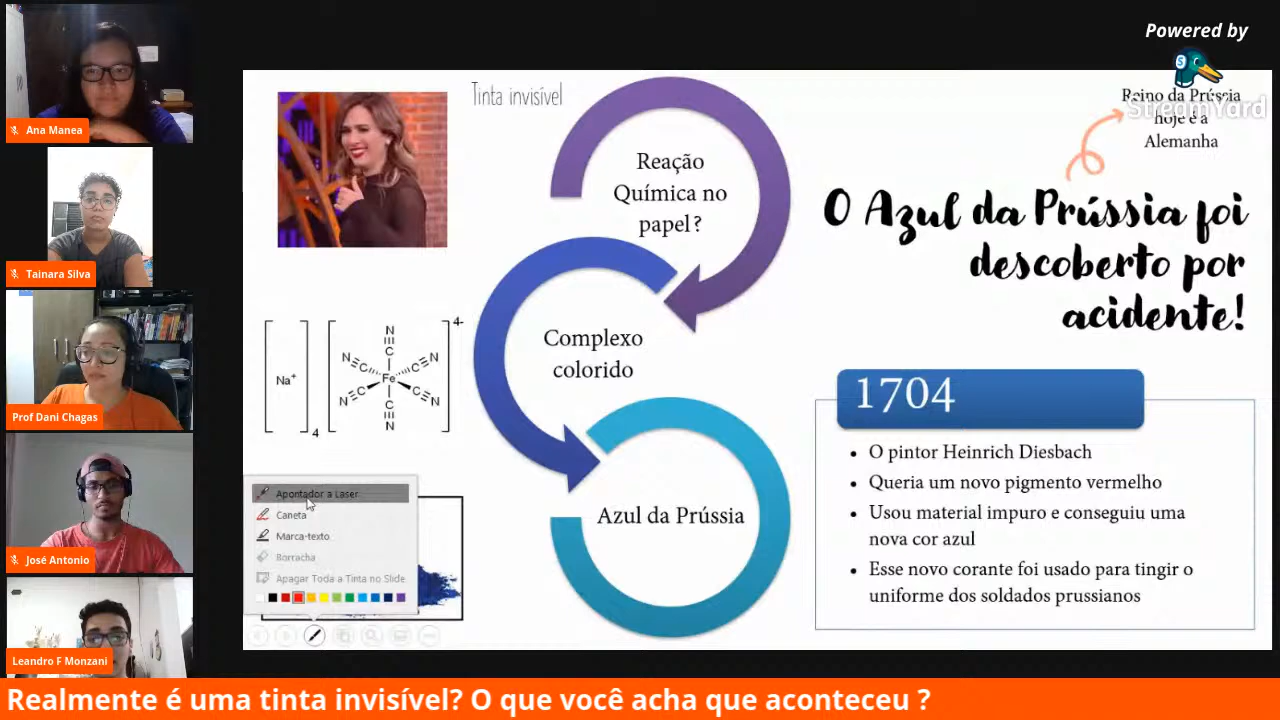 Powered by
StreamYard
Ana Manea
Tainara Silva
Prof Dani Chagas
José Antonio
Leandro F Monzani
Tinta invisível
Reação
Química no
papel?
Complexo
colorido
Azul da Prússia
Reino da Prússia
hoje é a
Alemanha
O Azul da Prússia foi
descoberto por
acidente!
1704
• O pintor Heinrich Diesbach
• Queria um novo pigmento vermelho
• Usou material impuro e conseguiu uma
nova cor azul
• Esse novo corante foi usado para tingir o
uniforme dos soldados prussianos
Na+
4
4-
N
C
N
C
C
N
Fe
N
C
C
N
C
N
Apontador a Laser
Caneta
Marca-texto
Borracha
Apagar Toda a Tinta no Slide
Realmente é uma tinta invisível? O que você acha que aconteceu ?